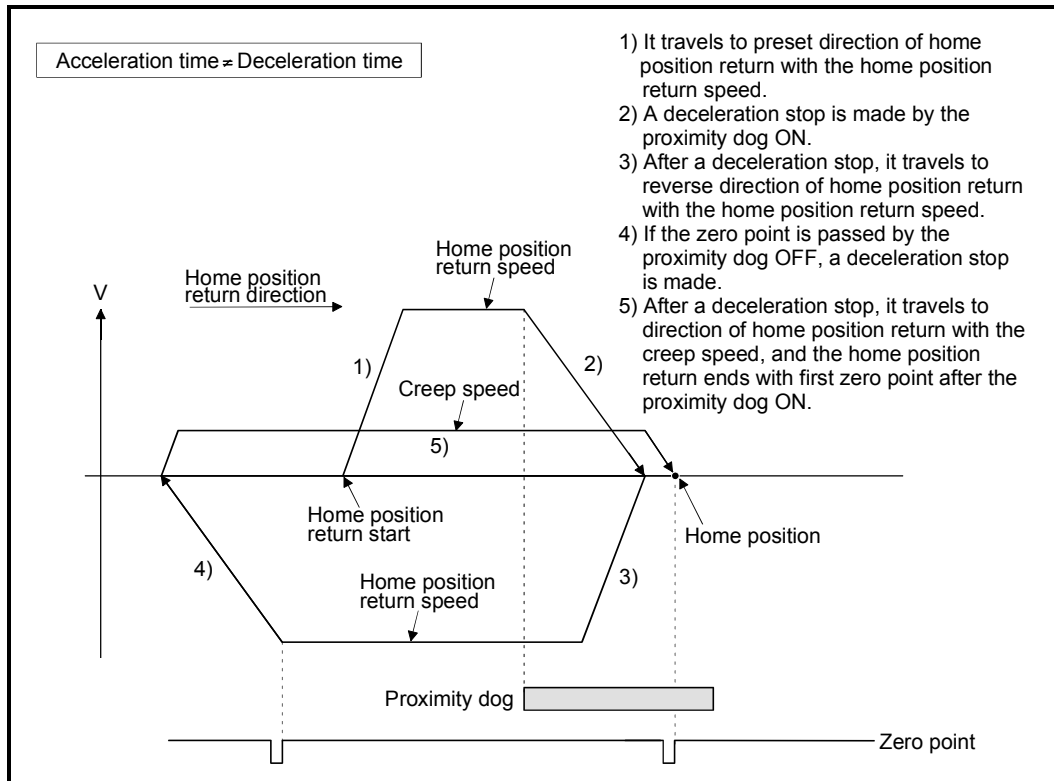 Acceleration time ≠ Deceleration time
1) It travels to preset direction of home
position return with the home position
return speed.
2) A deceleration stop is made by the
proximity dog ON.
3) After a deceleration stop, it travels to
reverse direction of home position return
with the home position return speed.
4) If the zero point is passed by the
proximity dog OFF, a deceleration stop
is made.
5) After a deceleration stop, it travels to
direction of home position return with the
creep speed, and the home position
return ends with first zero point after the
proximity dog ON.
Home position
return speed
Home position
return direction
V
1)
2)
Creep speed
5)
Home position
return start
Home position
4)
Home position
return speed
3)
Proximity dog
Zero point